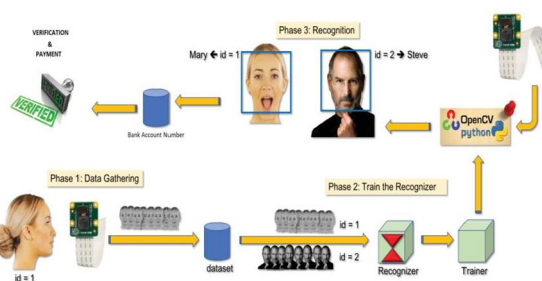 VERIFICATION
&
PAYMENT
Phase 3: Recognition
Mary ← id = 1
id = 2 → Steve
VERIFIED
Bank Account Number
OpenCV
python
Phase 1: Data Gathering
Phase 2: Train the Recognizer
id = 1
id = 2
dataset
Recognizer
Trainer
id = 1